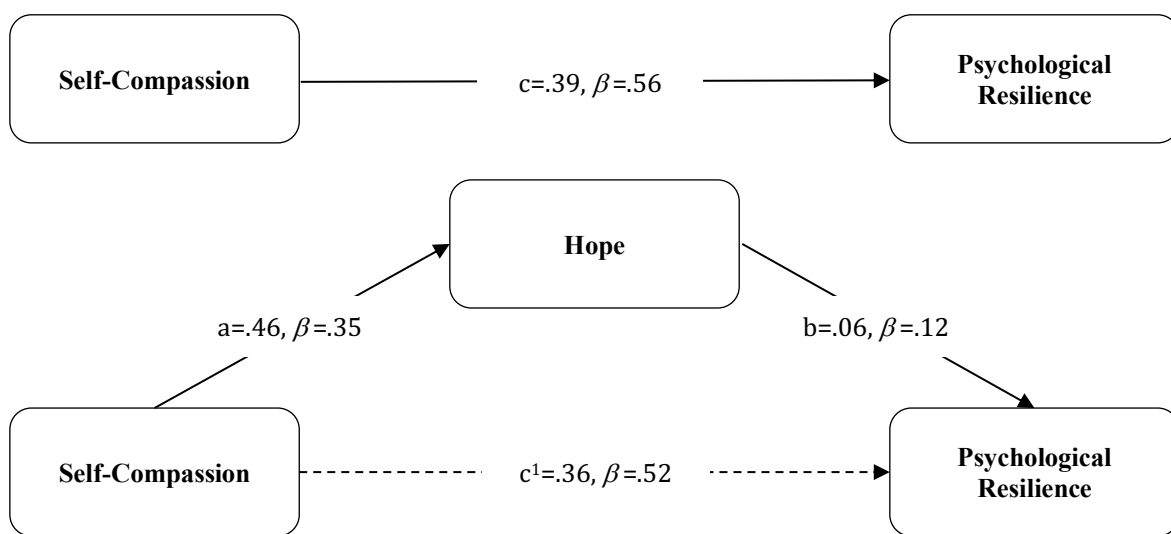 Self-Compassion
c=.39, β=.56
Psychological
Resilience
Hope
a=.46, β=.35
b=.06, β=.12
Self-Compassion
c¹=.36, β=.52
Psychological
Resilience